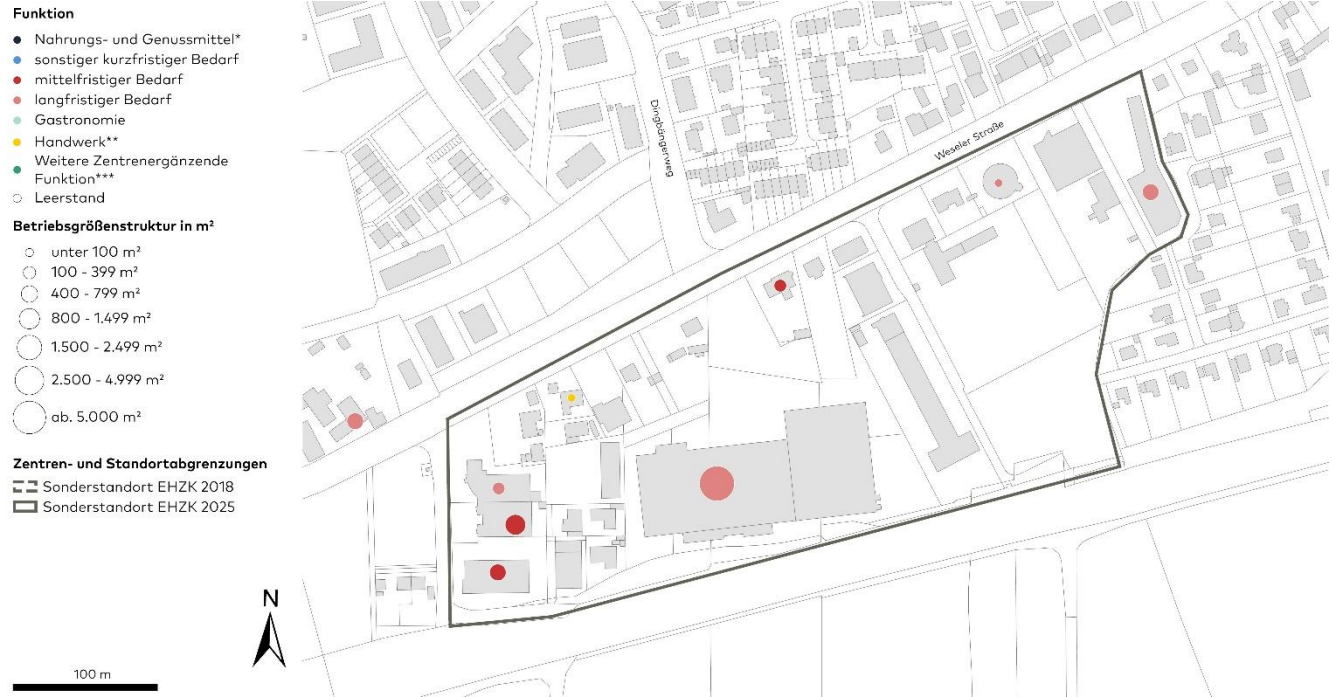 Funktion
Nahrungs- und Genussmittel*
sonstiger kurzfristiger Bedarf
mittelfristiger Bedarf
langfristiger Bedarf
Gastronomie
Handwerk**
Weitere Zentrenergänzende
Funktion***
Leerstand
Betriebsgrößenstruktur in m²
unter 100 m²
100 - 399 m²
400 - 799 m²
800 - 1.499 m²
1.500 - 2.499 m²
2.500 - 4.999 m²
ab. 5.000 m²
Zentren- und Standortabgrenzungen
Sonderstandort EHZK 2018
Sonderstandort EHZK 2025
N
100 m
Dingbängerweg
Weseler Straße